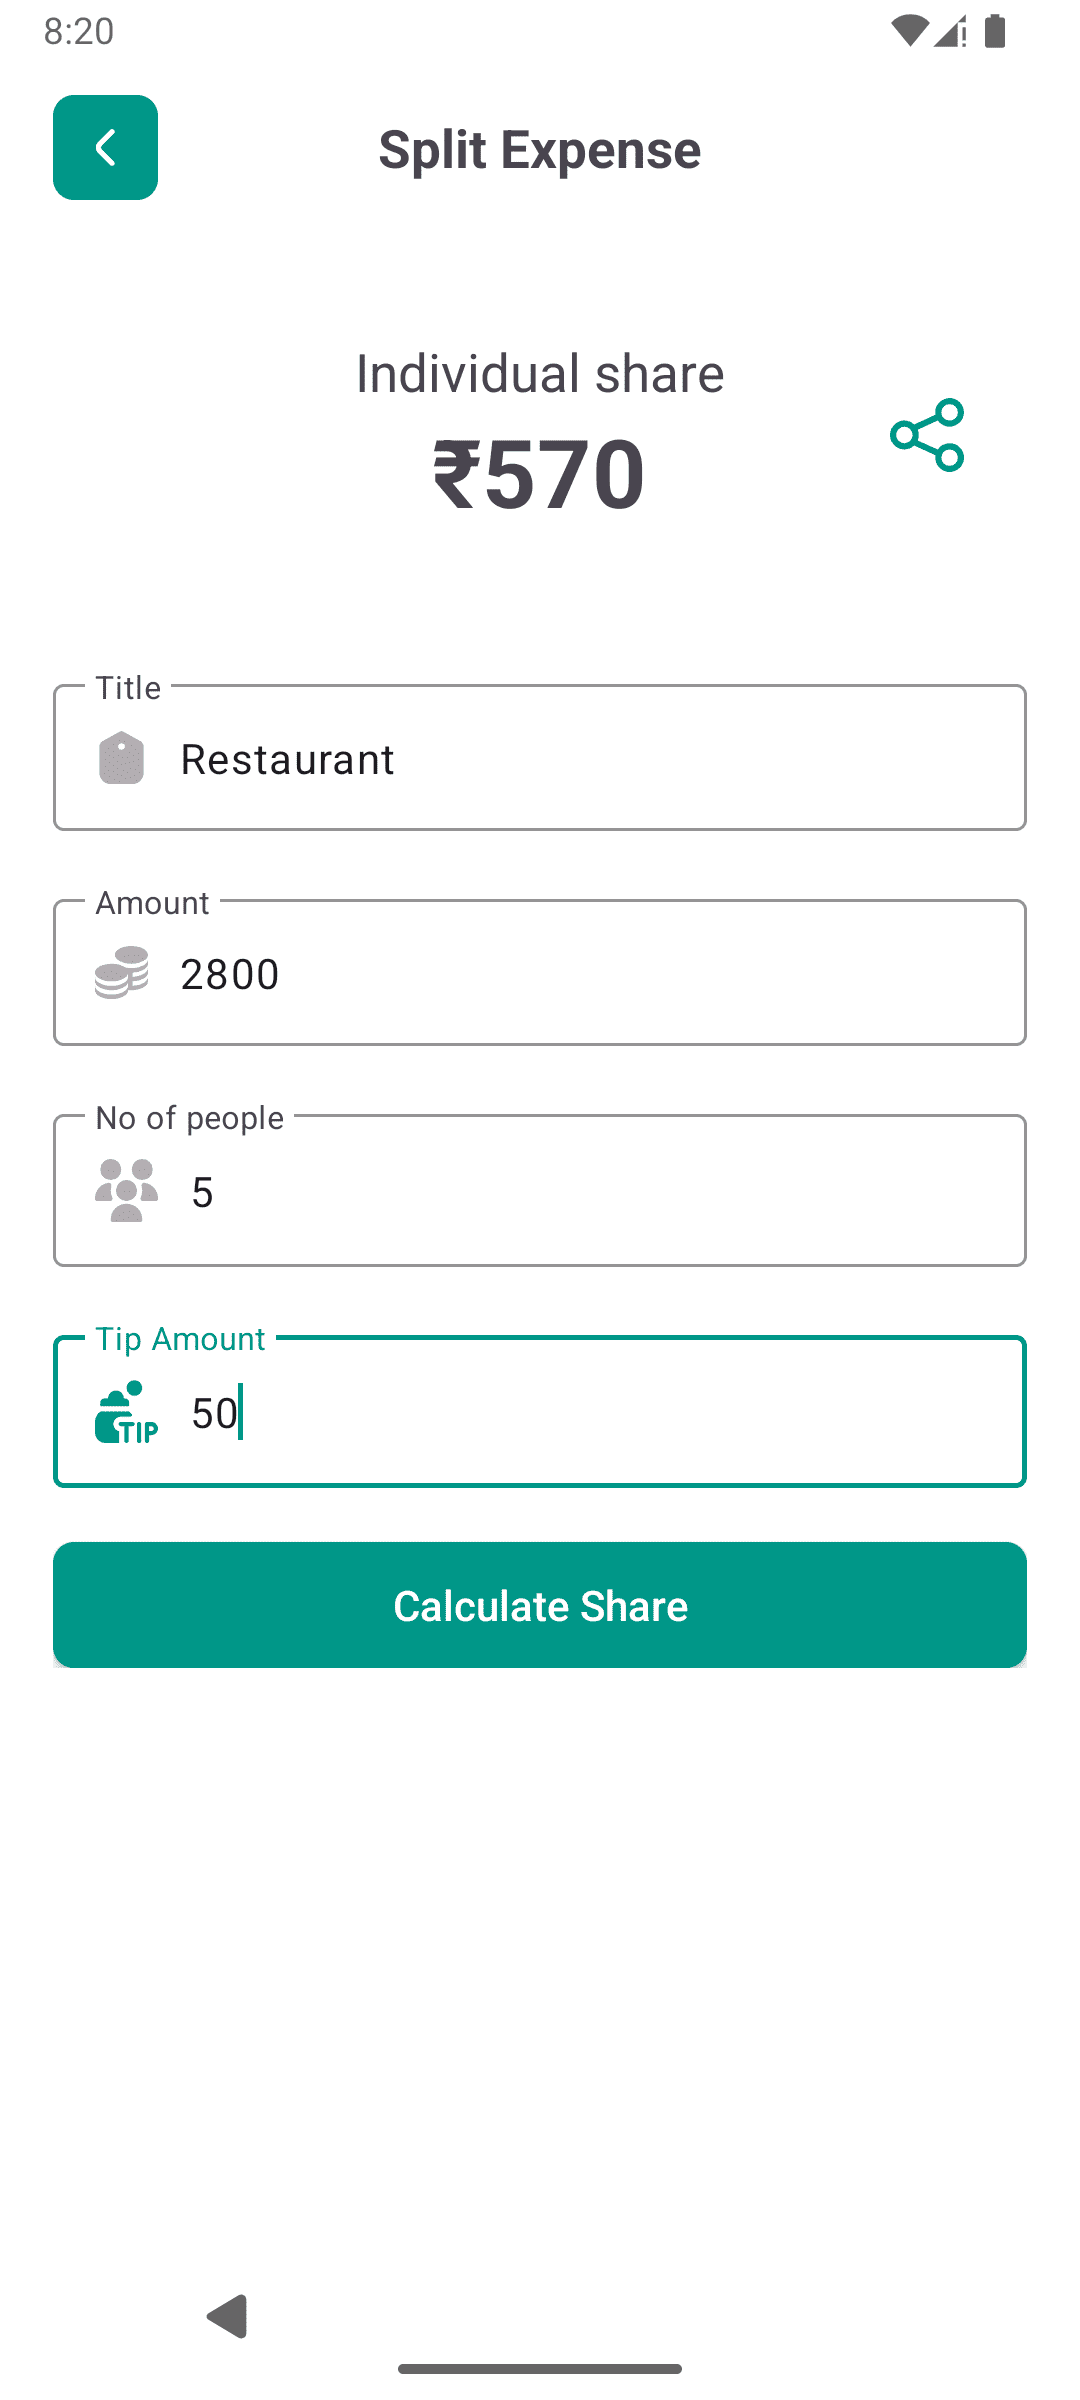 8:20
Split Expense
Individual share
₹570
Title
Restaurant
Amount
2800
No of people
5
Tip Amount
TIP 50
Calculate Share